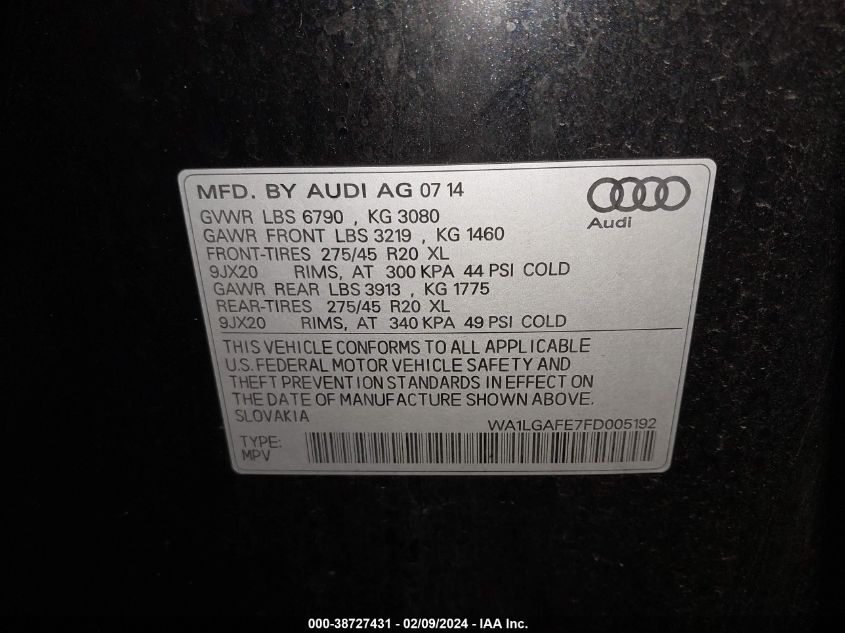 MFD. BY AUDI AG 07 14
Audi
GVWR LBS 6790 , KG 3080
GAWR FRONT LBS 3219 , KG 1460
FRONT-TIRES 275/45 R20 XL
9JX20 RIMS, AT 300 KPA 44 PSI COLD
GAWR REAR LBS 3913 , KG 1775
REAR-TIRES 275/45 R20 XL
9JX20 RIMS, AT 340 KPA 49 PSI COLD
THIS VEHICLE CONFORMS TO ALL APPLICABLE
U.S. FEDERAL MOTOR VEHICLE SAFETY AND
THEFT PREVENTION STANDARDS IN EFFECT ON
THE DATE OF MANUFACTURE SHOWN ABOVE.
SLOVAKIA
WA1LGAFE7FD005192
TYPE:
MPV
000-38727431 - 02/09/2024 - IAA Inc.